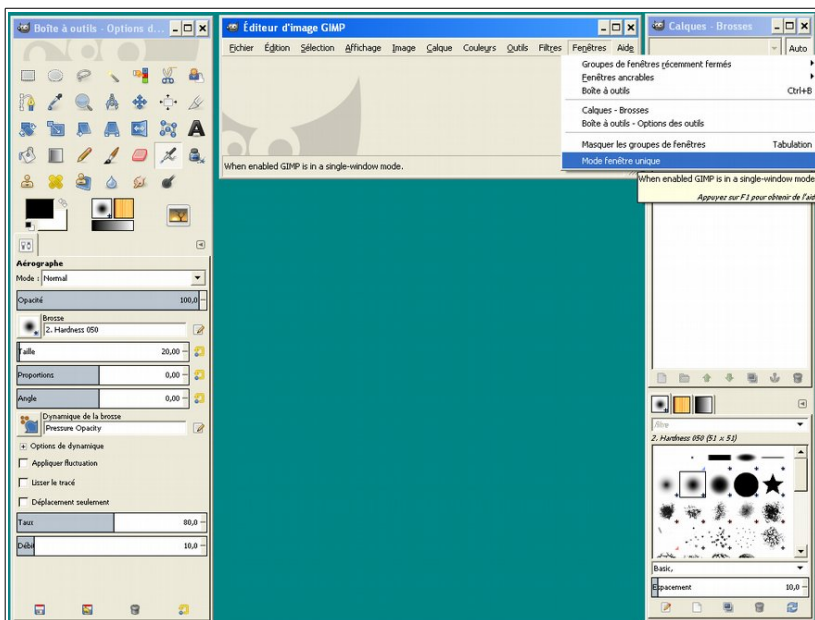 Boîte à outils - Options d...
Aérographe
Mode : Normal
Opacité 100,0
Brosse
2. Hardness 050
Taille 20,00
Proportions 0,00
Angle 0,00
Dynamique de la brosse
Pressure Opacity
Options de dynamique
Appliquer fluctuation
Lisser le tracé
Déplacement seulement
Taux 80,0
Débit 10,0
Éditeur d'image GIMP
Fichier Édition Sélection Affichage Image Calque Couleurs Outils Filtres Fenêtres Aide
When enabled GIMP is in a single-window mode.
Groupes de fenêtres récemment fermés
Fenêtres ancrables
Boîte à outils Ctrl+B
Calques - Brosses
Boîte à outils - Options des outils
Masquer les groupes de fenêtres Tabulation
Mode fenêtre unique
When enabled GIMP is in a single-window mode
Appuyez sur F1 pour obtenir de l'aid
Calques - Brosses
Auto
filtre
2. Hardness 050 (51 x 51)
Basic,
Espacement 10,0